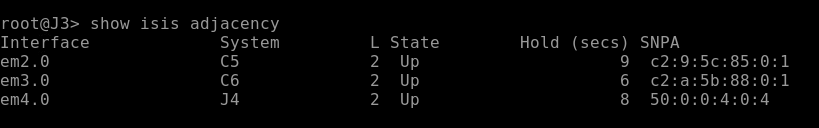 root@J3> show isis adjacency
Interface             System         L State        Hold (secs) SNPA
em2.0                 C5             2  Up                    9  c2:9:5c:85:0:1
em3.0                 C6             2  Up                    6  c2:a:5b:88:0:1
em4.0                 J4             2  Up                    8  50:0:0:4:0:4